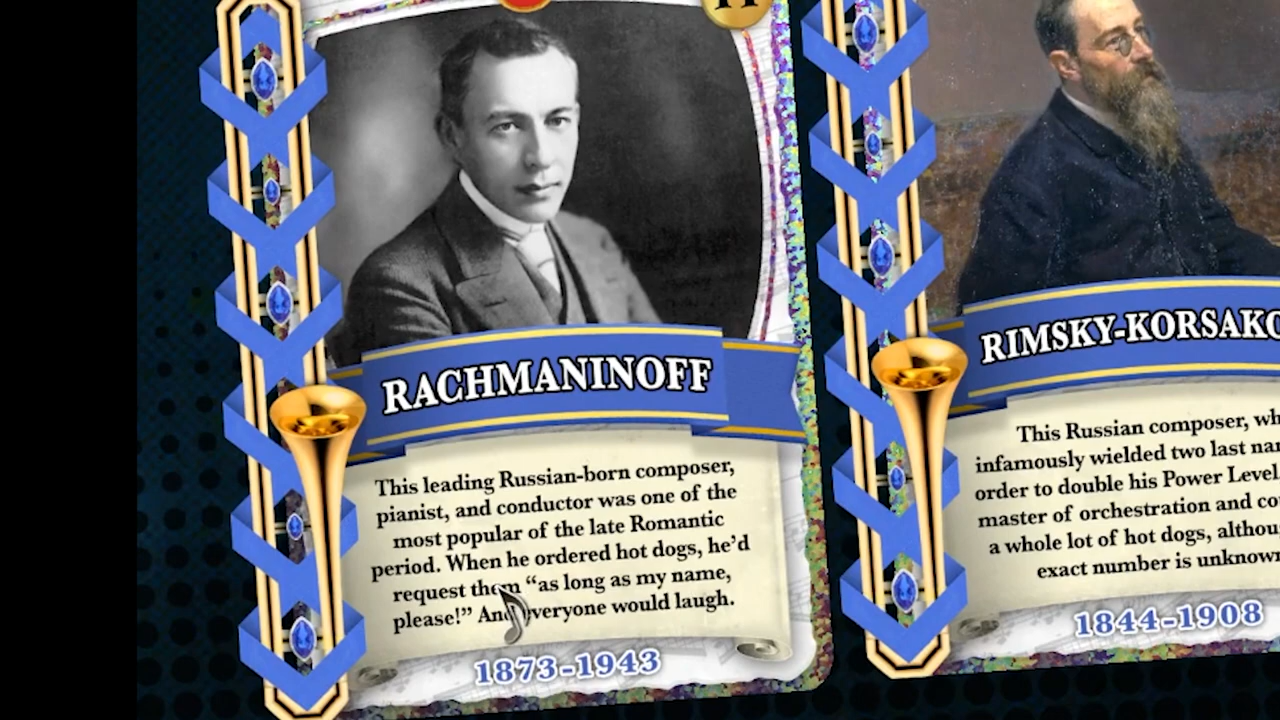 RACHMANINOFF
This leading Russian-born composer,
pianist, and conductor was one of the
most popular of the late Romantic
period. When he ordered hot dogs, he'd
request them “as long as my name,
please!” And everyone would laugh.
1873-1943
RIMSKY-KORSAKO
This Russian composer, wh
infamously wielded two last nam
order to double his Power Level
master of orchestration and co
a whole lot of hot dogs, althou
exact number is unknown
1844-1908